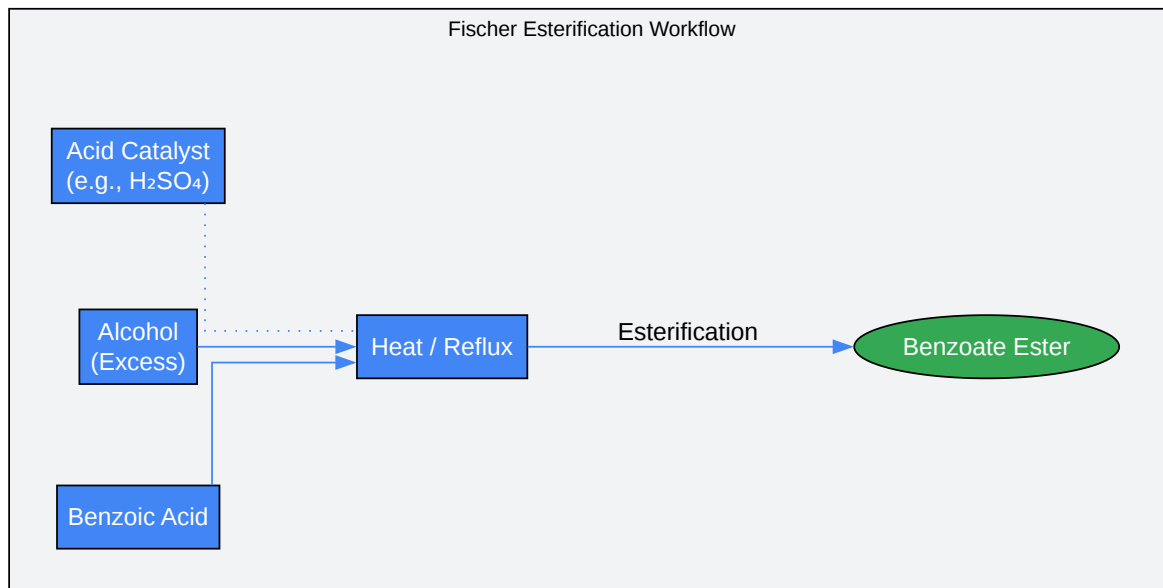 Fischer Esterification Workflow
Acid Catalyst
(e.g., H₂SO₄)
Alcohol
(Excess)
Heat / Reflux
Esterification
Benzoate Ester
Benzoic Acid